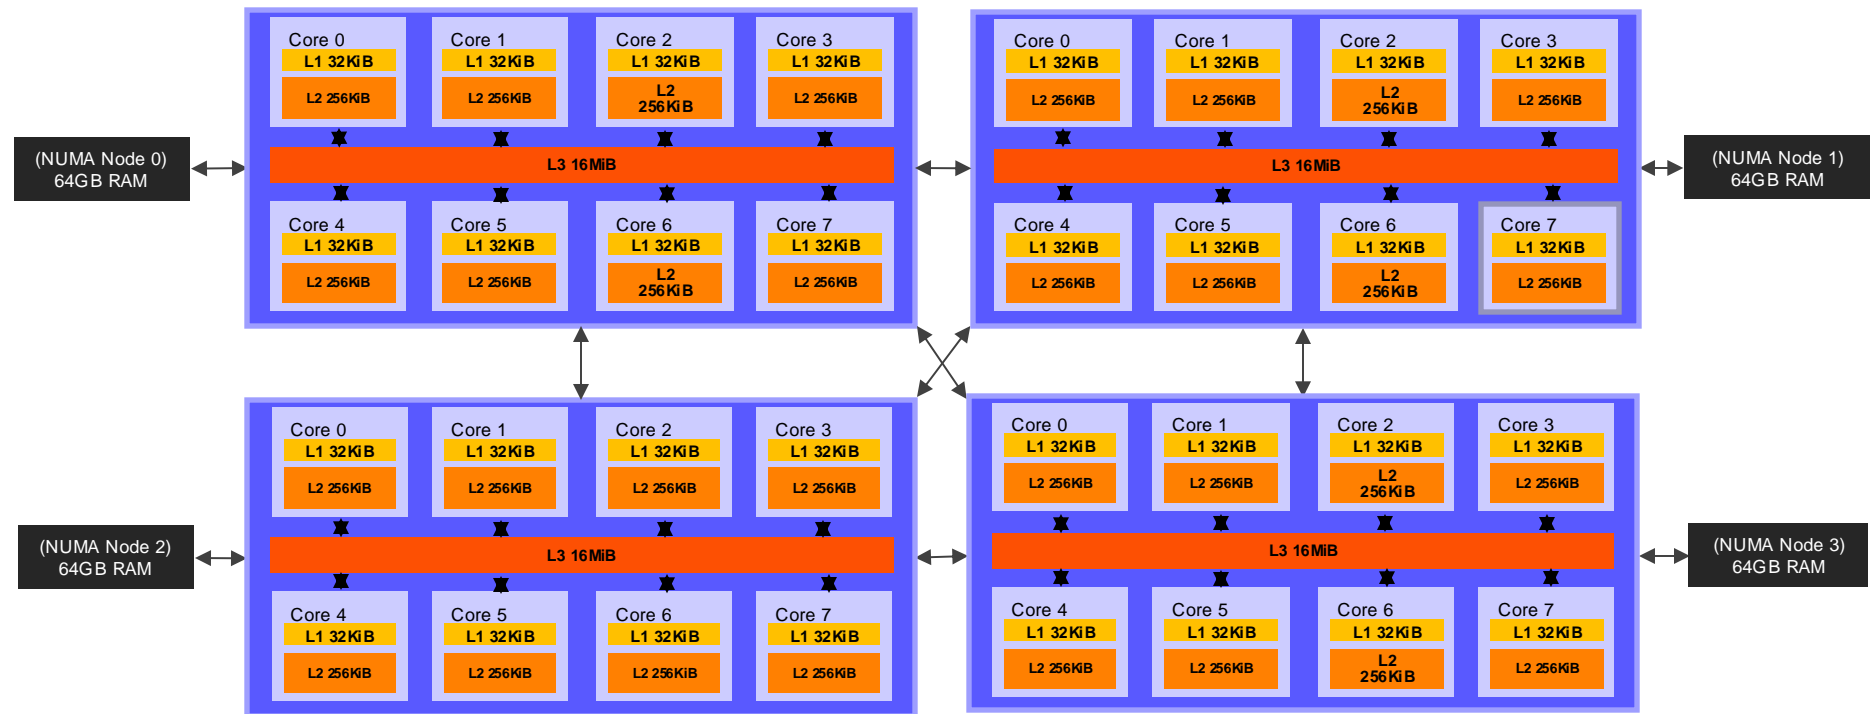 Core 0
L1 32KiB
L2 256KiB
Core 1
L1 32KiB
L2 256KiB
Core 2
L1 32KiB
L2
256KiB
Core 3
L1 32KiB
L2 256KiB
(NUMA Node 0)
64GB RAM
L3 16MiB
Core 4
L1 32KiB
L2 256KiB
Core 5
L1 32KiB
L2 256KiB
Core 6
L1 32KiB
L2
256KiB
Core 7
L1 32KiB
L2 256KiB
Core 0
L1 32KiB
L2 256KiB
Core 1
L1 32KiB
L2 256KiB
Core 2
L1 32KiB
L2
256KiB
Core 3
L1 32KiB
L2 256KiB
L3 16MiB
(NUMA Node 1)
64GB RAM
Core 4
L1 32KiB
L2 256KiB
Core 5
L1 32KiB
L2 256KiB
Core 6
L1 32KiB
L2
256KiB
Core 7
L1 32KiB
L2 256KiB
Core 0
L1 32KiB
L2 256KiB
Core 1
L1 32KiB
L2 256KiB
Core 2
L1 32KiB
L2 256KiB
Core 3
L1 32KiB
L2 256KiB
(NUMA Node 2)
64GB RAM
L3 16MiB
Core 4
L1 32KiB
L2 256KiB
Core 5
L1 32KiB
L2 256KiB
Core 6
L1 32KiB
L2 256KiB
Core 7
L1 32KiB
L2 256KiB
Core 0
L1 32KiB
L2 256KiB
Core 1
L1 32KiB
L2 256KiB
Core 2
L1 32KiB
L2
256KiB
Core 3
L1 32KiB
L2 256KiB
L3 16MiB
(NUMA Node 3)
64GB RAM
Core 4
L1 32KiB
L2 256KiB
Core 5
L1 32KiB
L2 256KiB
Core 6
L1 32KiB
L2
256KiB
Core 7
L1 32KiB
L2 256KiB